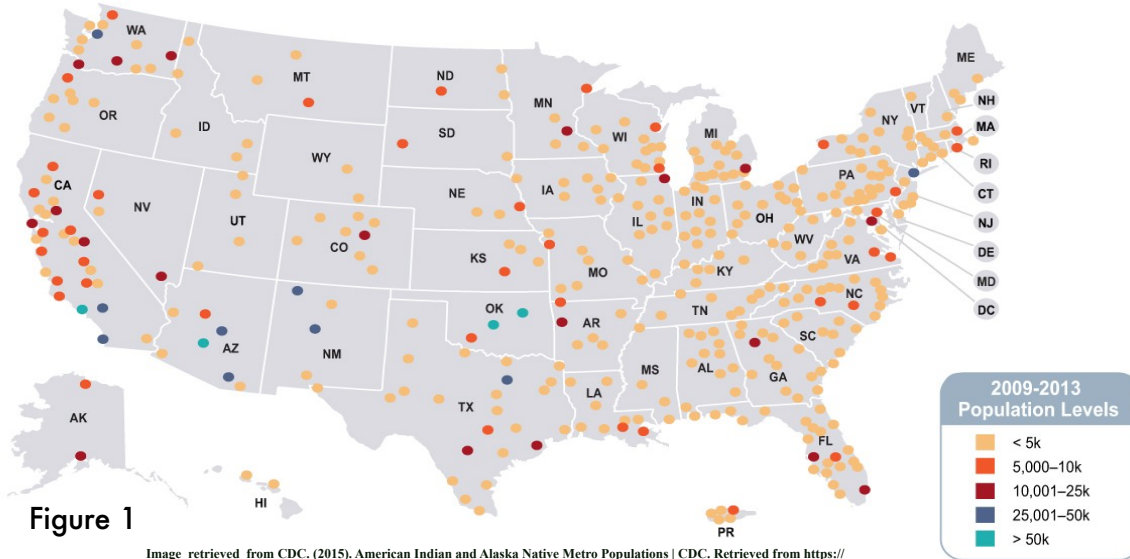 WA
MT
ND
MN
ME
OR
ID
SD
WI
MI
NY
VT
NH
MA
WY
RI
CA
NV
NE
IA
PA
CT
UT
CO
IL
IN
OH
NJ
KS
MO
WV
VA
DE
KY
MD
OK
TN
NC
DC
AZ
NM
AR
SC
MS
AL
GA
TX
LA
AK
FL
HI
PR
2009-2013
Population Levels
< 5k
5,000–10k
10,001–25k
25,001–50k
> 50k
Figure 1
Image retrieved from CDC. (2015). American Indian and Alaska Native Metro Populations | CDC. Retrieved from https://